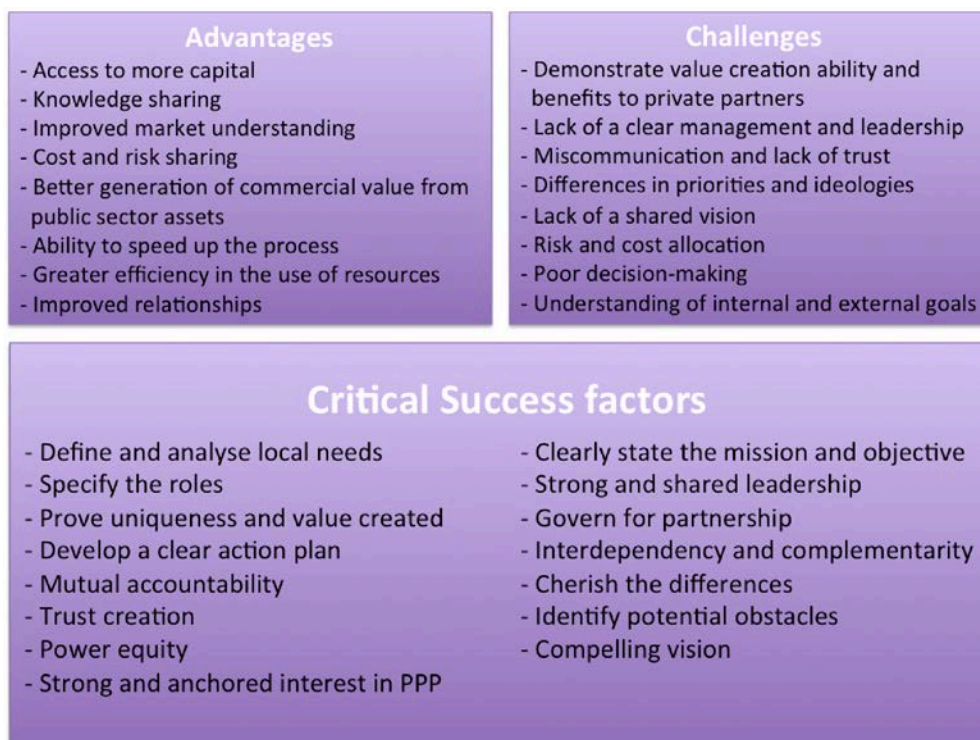 Advantages
- Access to more capital
- Knowledge sharing
- Improved market understanding
- Cost and risk sharing
- Better generation of commercial value from
public sector assets
- Ability to speed up the process
- Greater efficiency in the use of resources
- Improved relationships
Challenges
- Demonstrate value creation ability and
benefits to private partners
- Lack of a clear management and leadership
- Miscommunication and lack of trust
- Differences in priorities and ideologies
- Lack of a shared vision
- Risk and cost allocation
- Poor decision-making
- Understanding of internal and external goals
Critical Success factors
- Define and analyse local needs
- Specify the roles
- Prove uniqueness and value created
- Develop a clear action plan
- Mutual accountability
- Trust creation
- Power equity
- Strong and anchored interest in PPP
- Clearly state the mission and objective
- Strong and shared leadership
- Govern for partnership
- Interdependency and complementarity
- Cherish the differences
- Identify potential obstacles
- Compelling vision